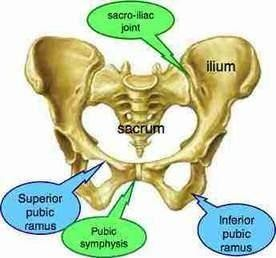 sacro-iliac
joint
ilium
sacrum
Superior
pubic
ramus
Pubic
symphysis
Inferior
pubic
ramus